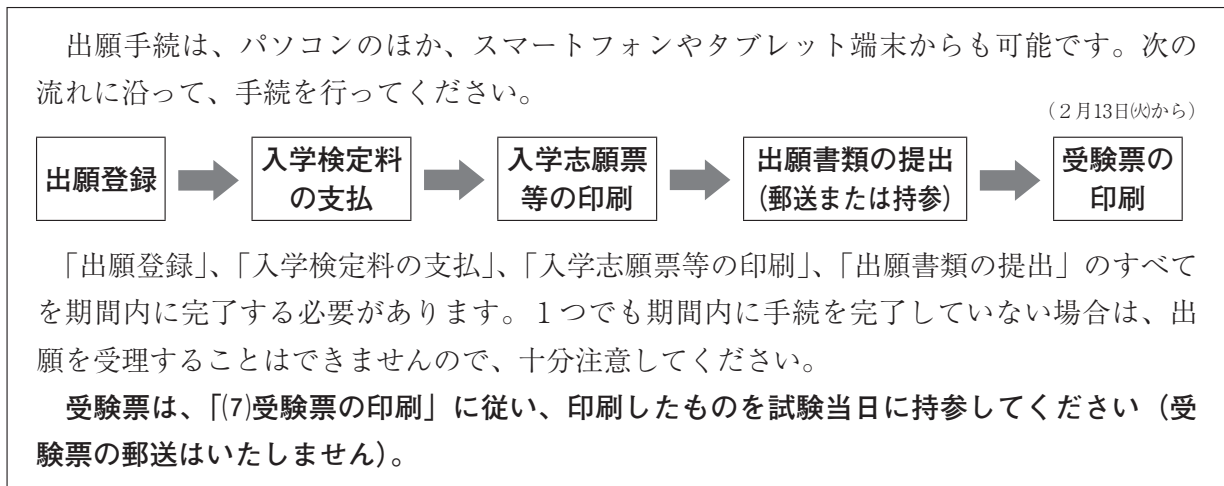 出願手続は、パソコンのほか、スマートフォンやタブレット端末からも可能です。次の
流れに沿って、手続を行ってください。
（２月13日㈫から）
出願登録
入学検定料
の支払
入学志願票
等の印刷
出願書類の提出
（郵送または持参）
受験票の
印刷
「出願登録」、「入学検定料の支払」、「入学志願票等の印刷」、「出願書類の提出」のすべて
を期間内に完了する必要があります。１つでも期間内に手続を完了していない場合は、出
願を受理することはできませんので、十分注意してください。
受験票は、「⑺受験票の印刷」に従い、印刷したものを試験当日に持参してください（受
験票の郵送はいたしません）。